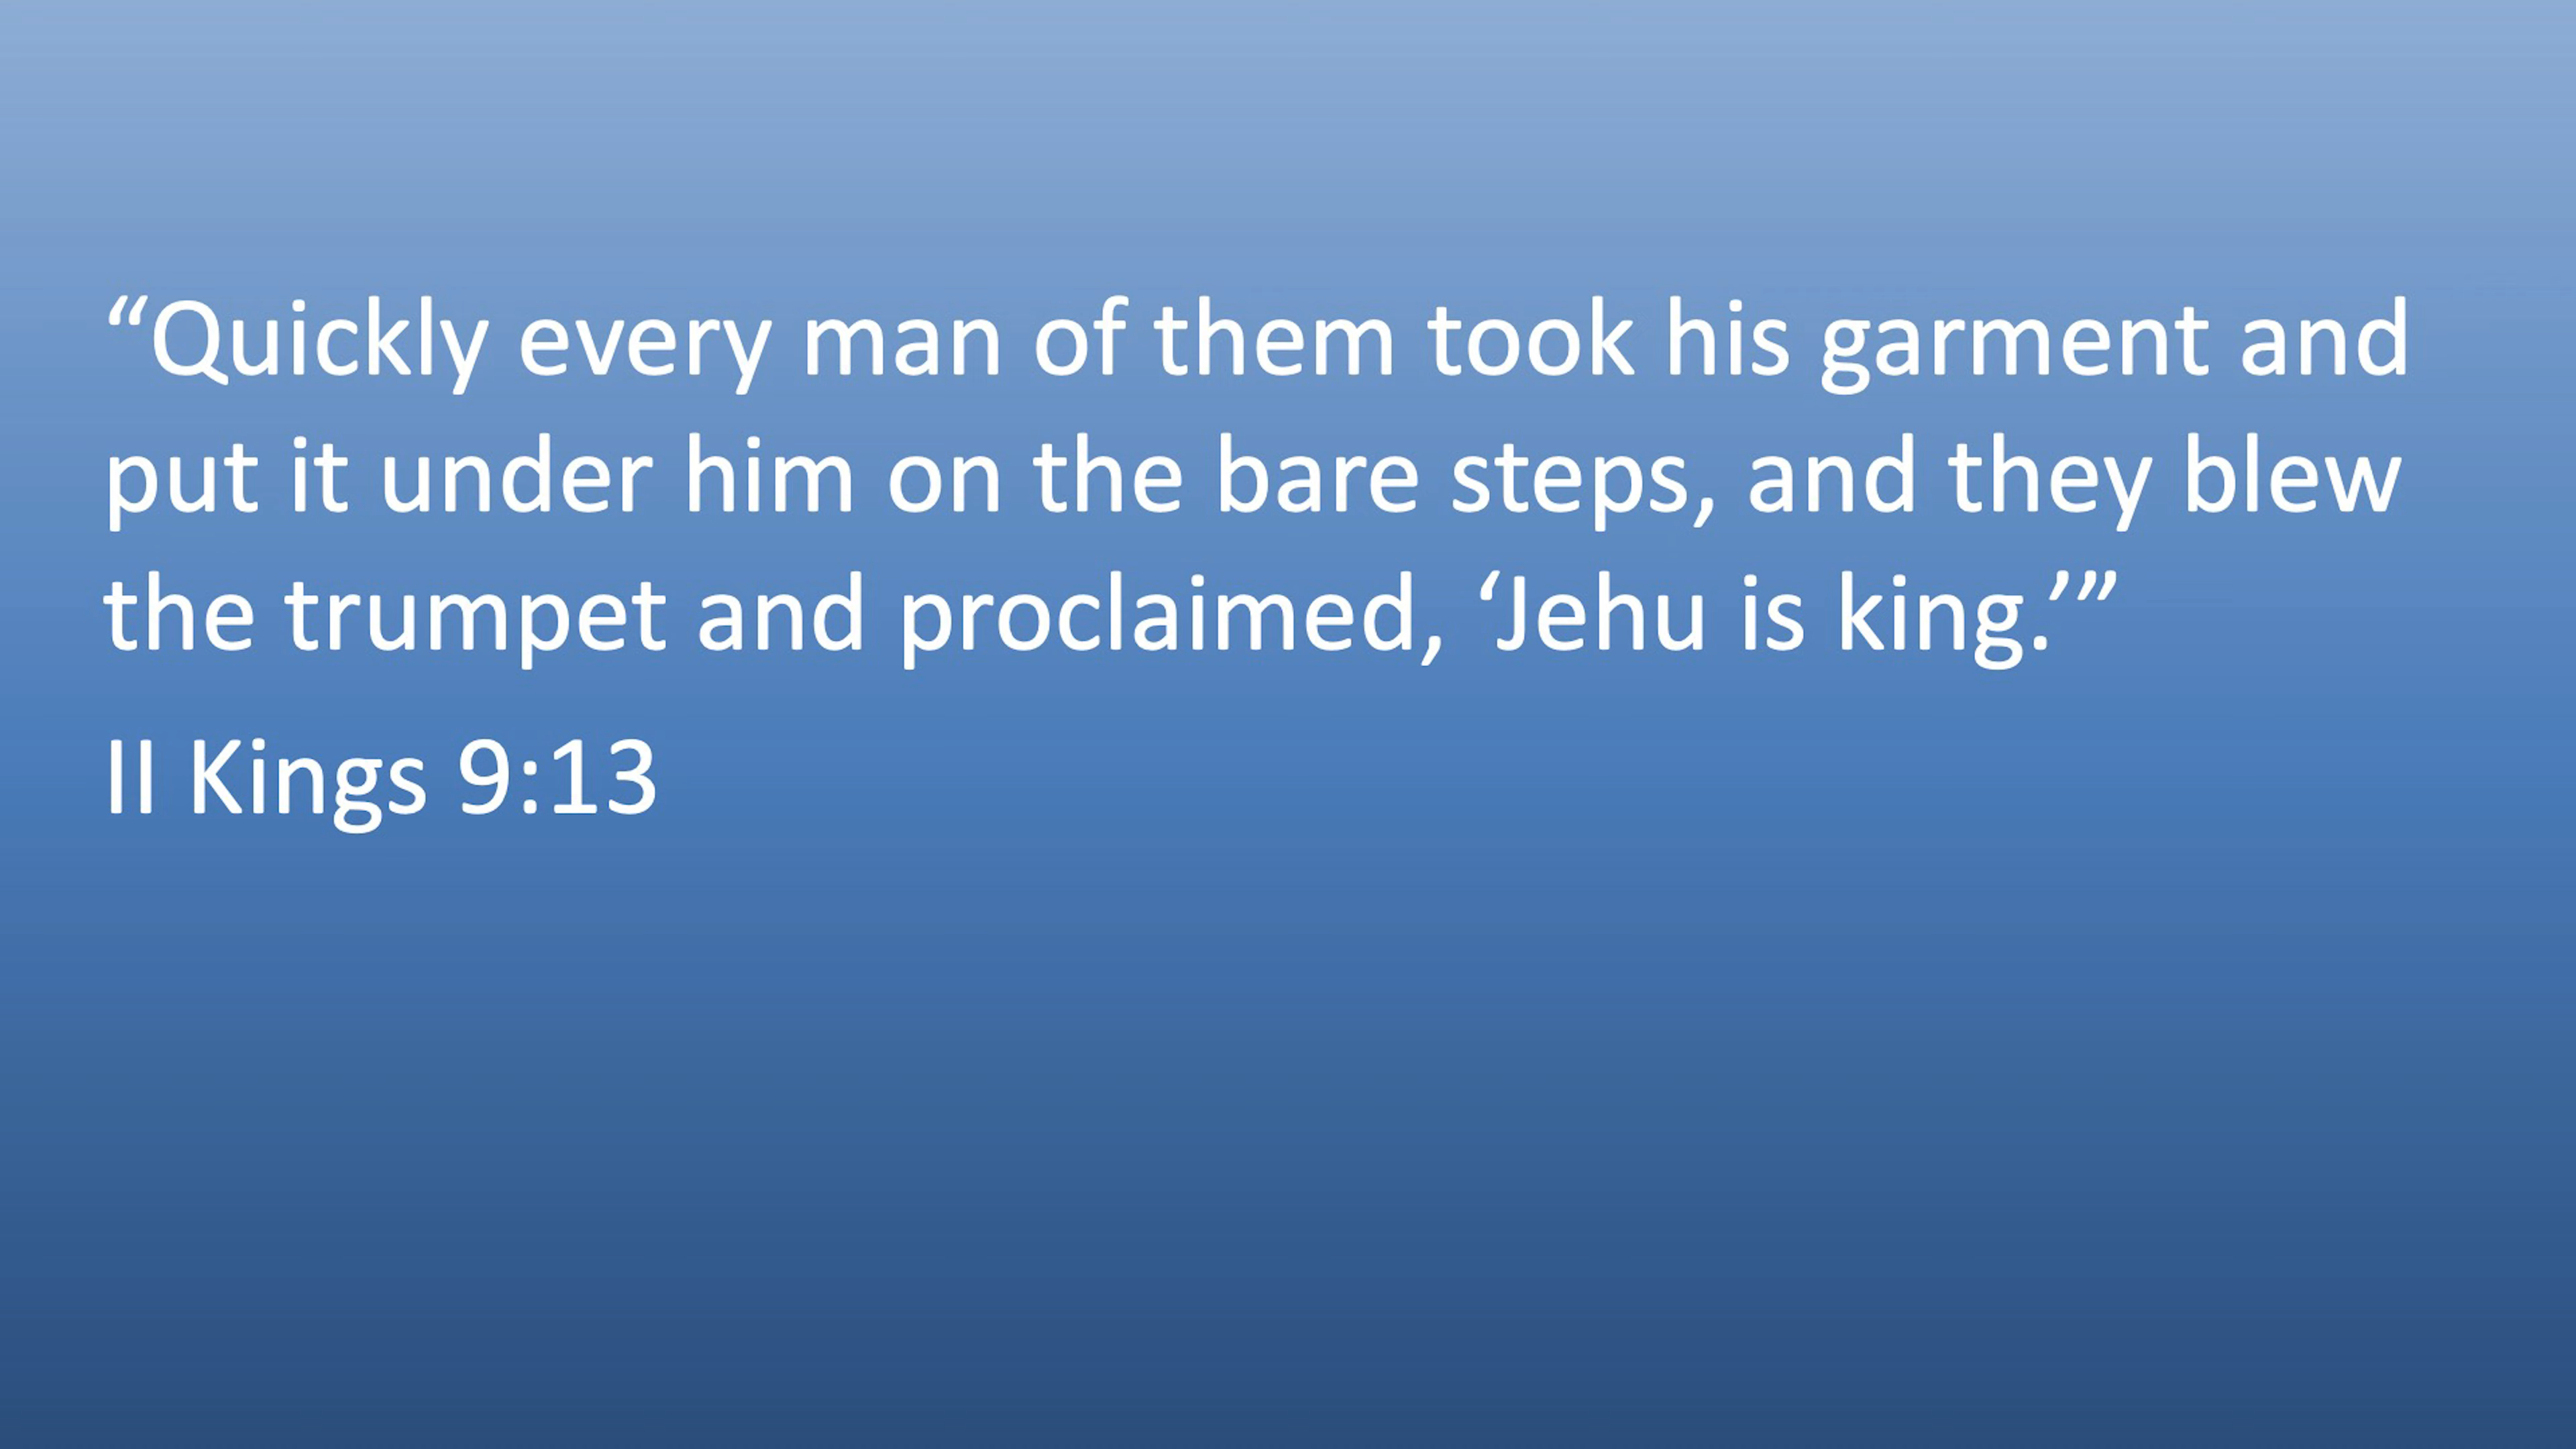 “Quickly every man of them took his garment and
put it under him on the bare steps, and they blew
the trumpet and proclaimed, ‘Jehu is king.’”
II Kings 9:13